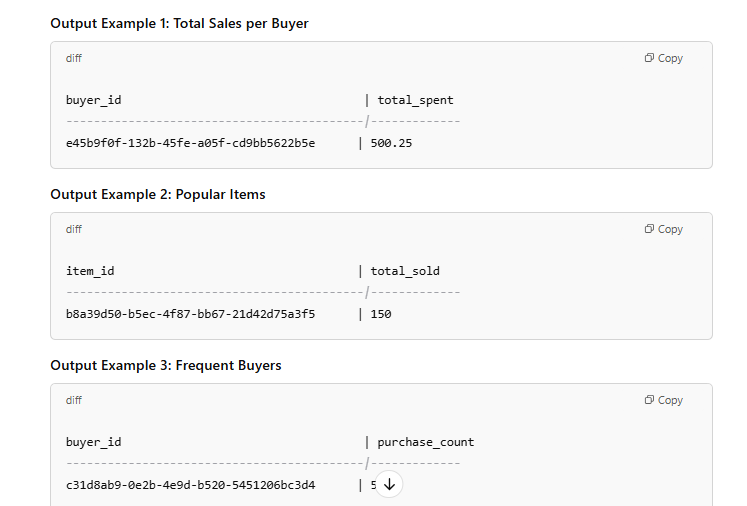 Output Example 1: Total Sales per Buyer
diff Copy
buyer_id | total_spent
-------------------------------------------/-------------
e45b9f0f-132b-45fe-a05f-cd9bb5622b5e | 500.25
Output Example 2: Popular Items
diff Copy
item_id | total_sold
-------------------------------------------/-------------
b8a39d50-b5ec-4f87-bb67-21d42d75a3f5 | 150
Output Example 3: Frequent Buyers
diff Copy
buyer_id | purchase_count
-------------------------------------------/-------------
c31d8ab9-0e2b-4e9d-b520-5451206bc3d4 |